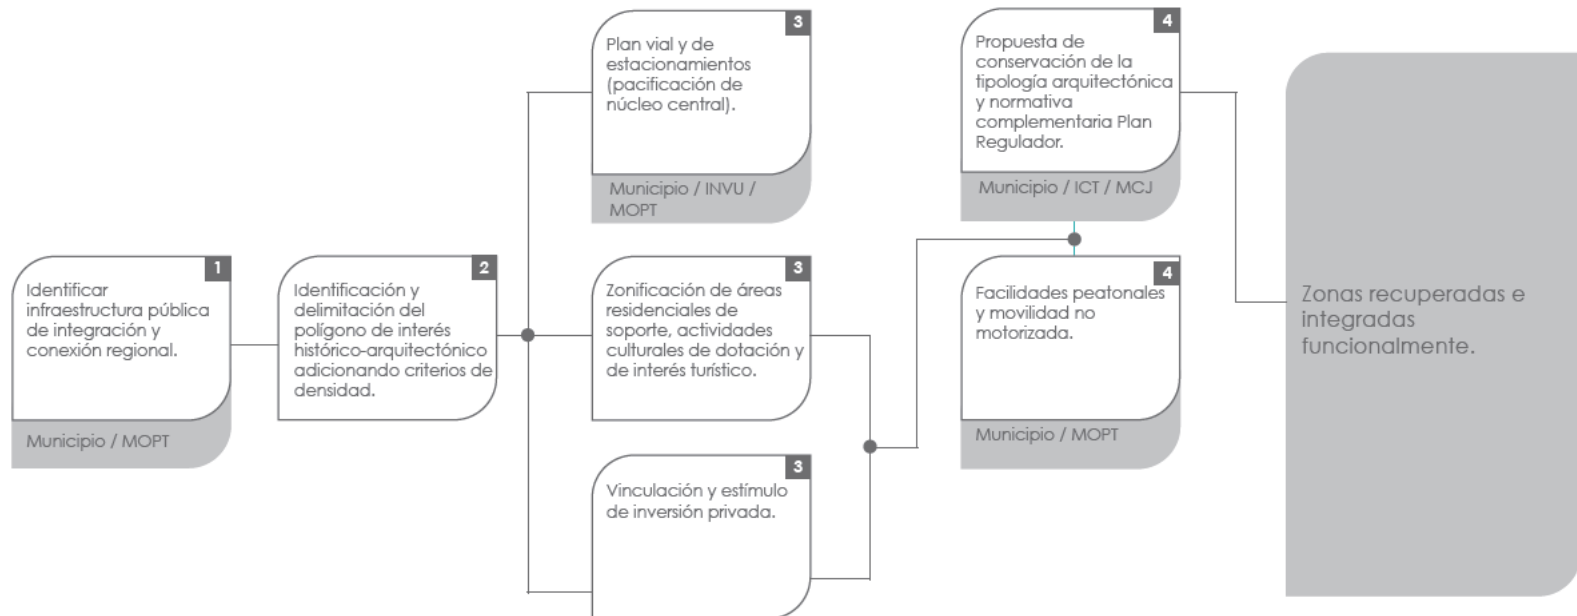 1
Identificar
infraestructura pública
de integración y
conexión regional.
Municipio / MOPT
2
Identificación y
delimitación del
polígono de interés
histórico-arquitectónico
adicionando criterios de
densidad.
3
Plan vial y de
estacionamientos
(pacificación de
núcleo central).
Municipio / INVU /
MOPT
3
Zonificación de áreas
residenciales de
soporte, actividades
culturales de dotación y
de interés turístico.
3
Vinculación y estímulo
de inversión privada.
4
Propuesta de
conservación de la
tipología arquitectónica
y normativa
complementaria Plan
Regulador.
Municipio / ICT / MCJ
4
Facilidades peatonales
y movilidad no
motorizada.
Municipio / MOPT
Zonas recuperadas e
integradas
funcionalmente.